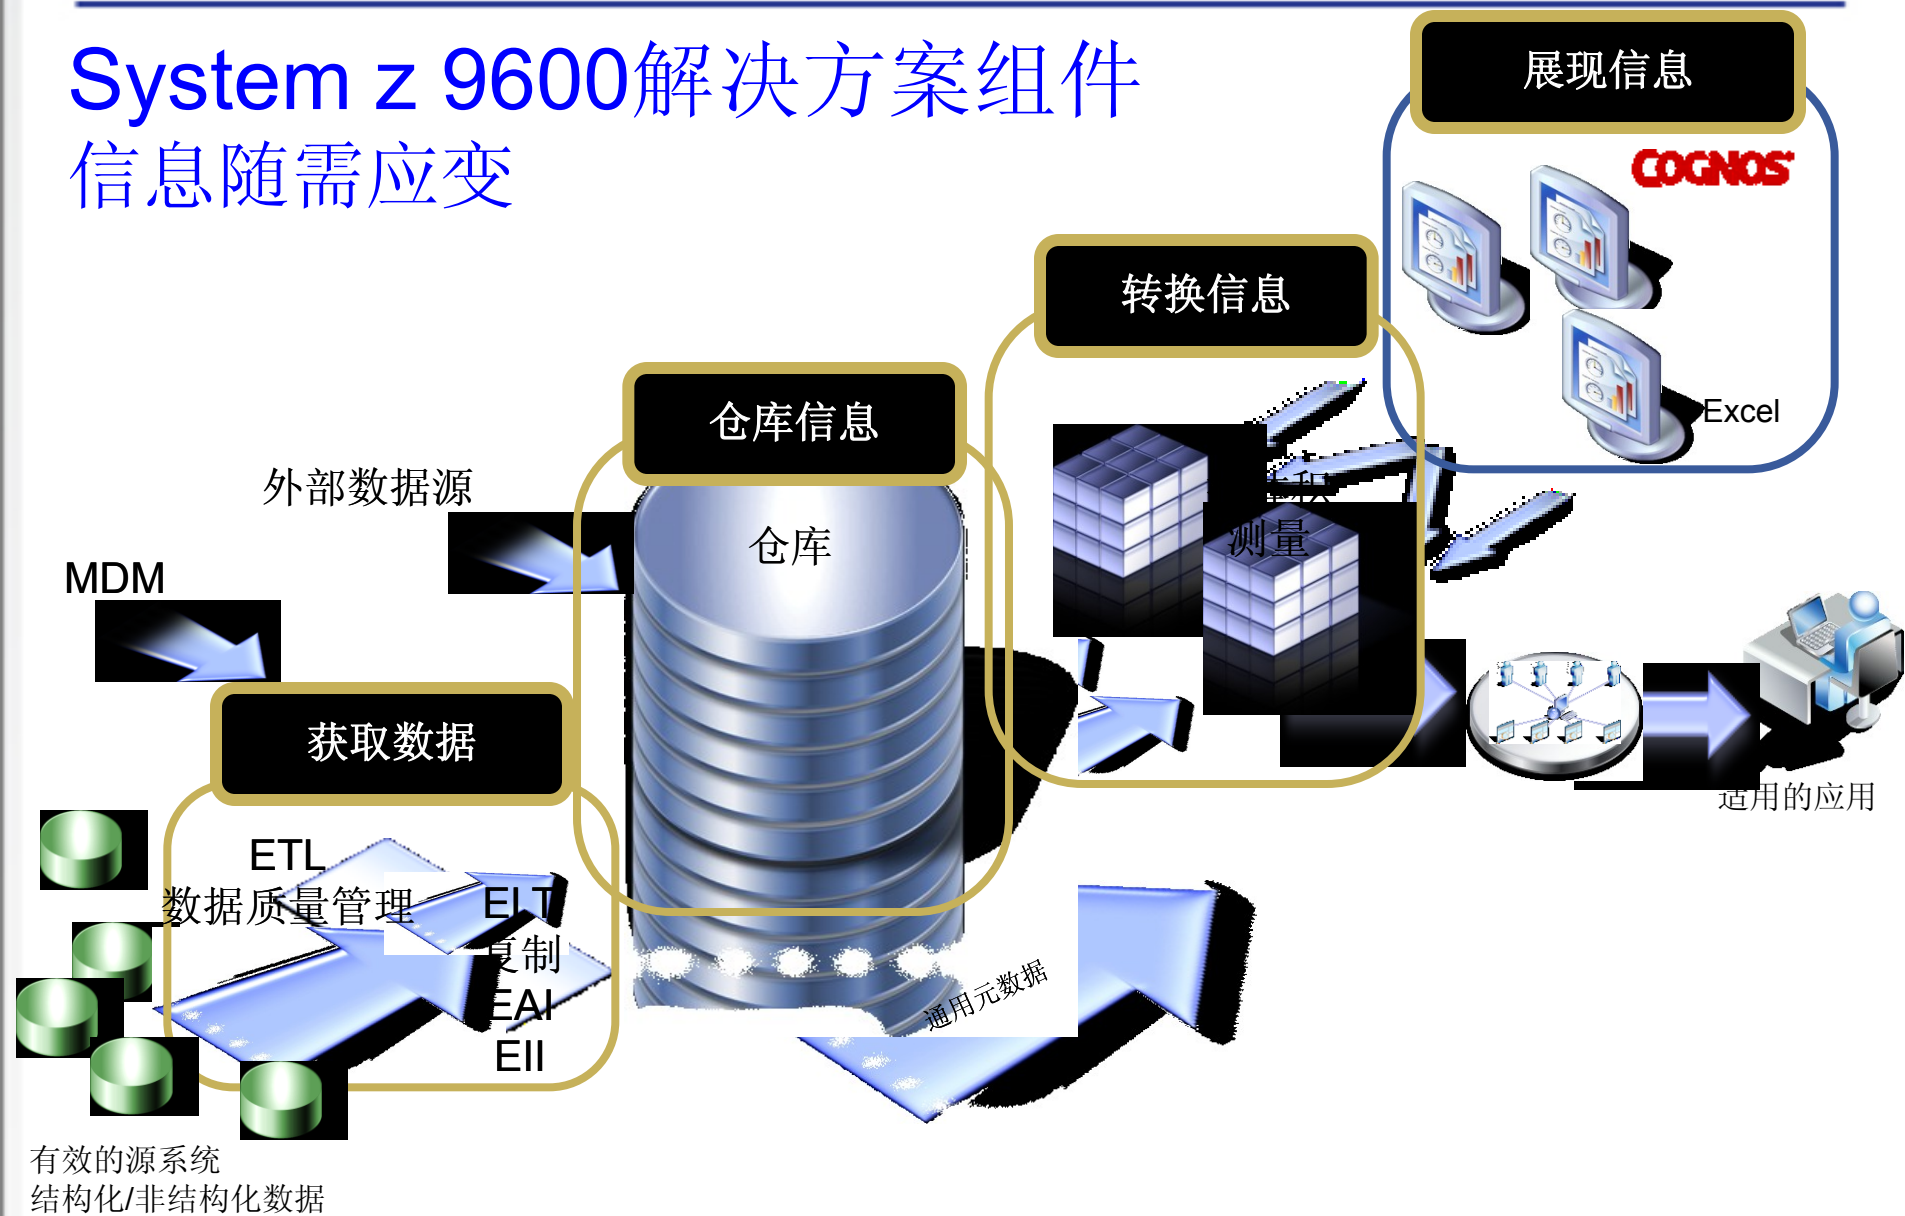 System z 9600解决方案组件
信息随需应变
展现信息
COGNOS
Excel
转换信息
仓库信息
外部数据源
仓库
测量
MDM
获取数据
适用的应用
ETL
数据质量管理
ELT
复制
EAI
EII
通用元数据
有效的源系统
结构化/非结构化数据